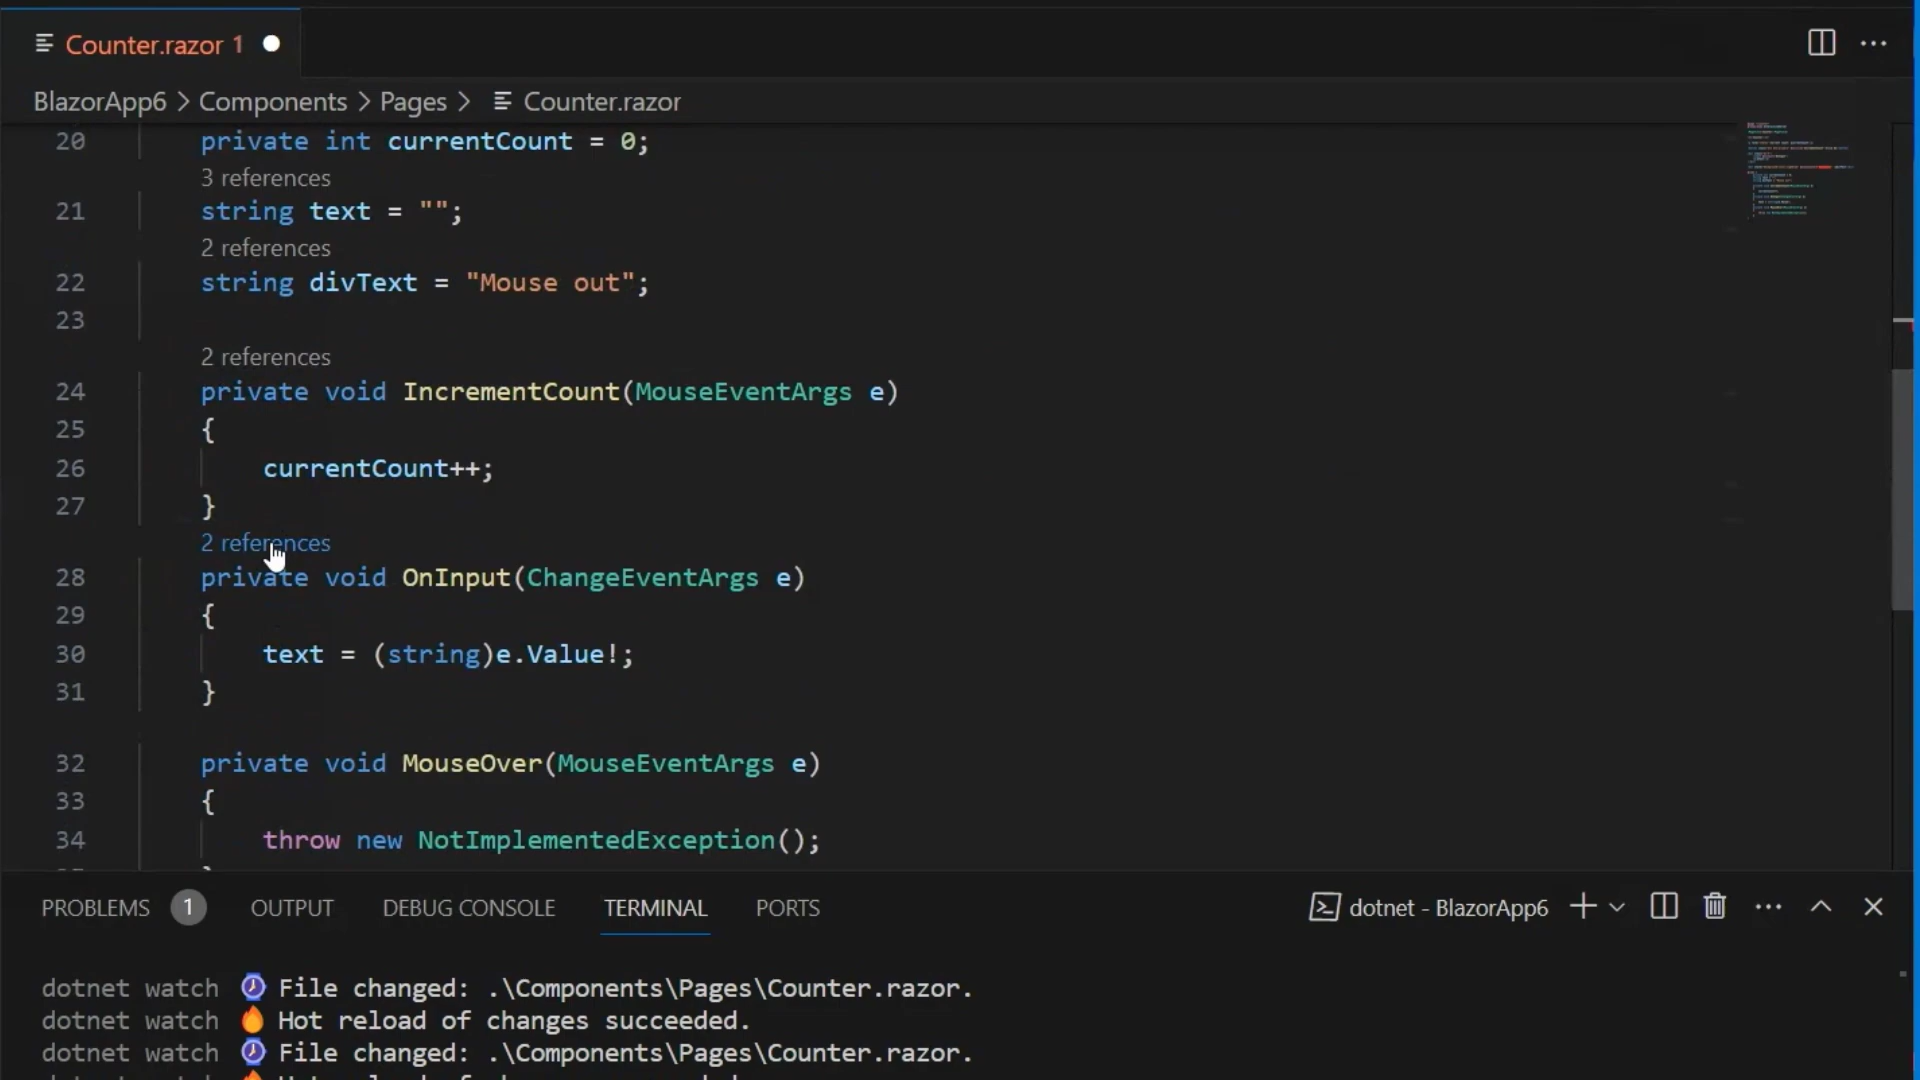 Counter.razor 1
BlazorApp6 > Components > Pages > Counter.razor
20 private int currentCount = 0;
3 references
21 string text = "";
2 references
22 string divText = "Mouse out";
23
2 references
24 private void IncrementCount(MouseEventArgs e)
25 {
26 currentCount++;
27 }
2 references
28 private void OnInput(ChangeEventArgs e)
29 {
30 text = (string)e.Value!;
31 }
32 private void MouseOver(MouseEventArgs e)
33 {
34 throw new NotImplementedException();
PROBLEMS 1 OUTPUT DEBUG CONSOLE TERMINAL PORTS dotnet - BlazorApp6
dotnet watch File changed: .\Components\Pages\Counter.razor.
dotnet watch Hot reload of changes succeeded.
dotnet watch File changed: .\Components\Pages\Counter.razor.